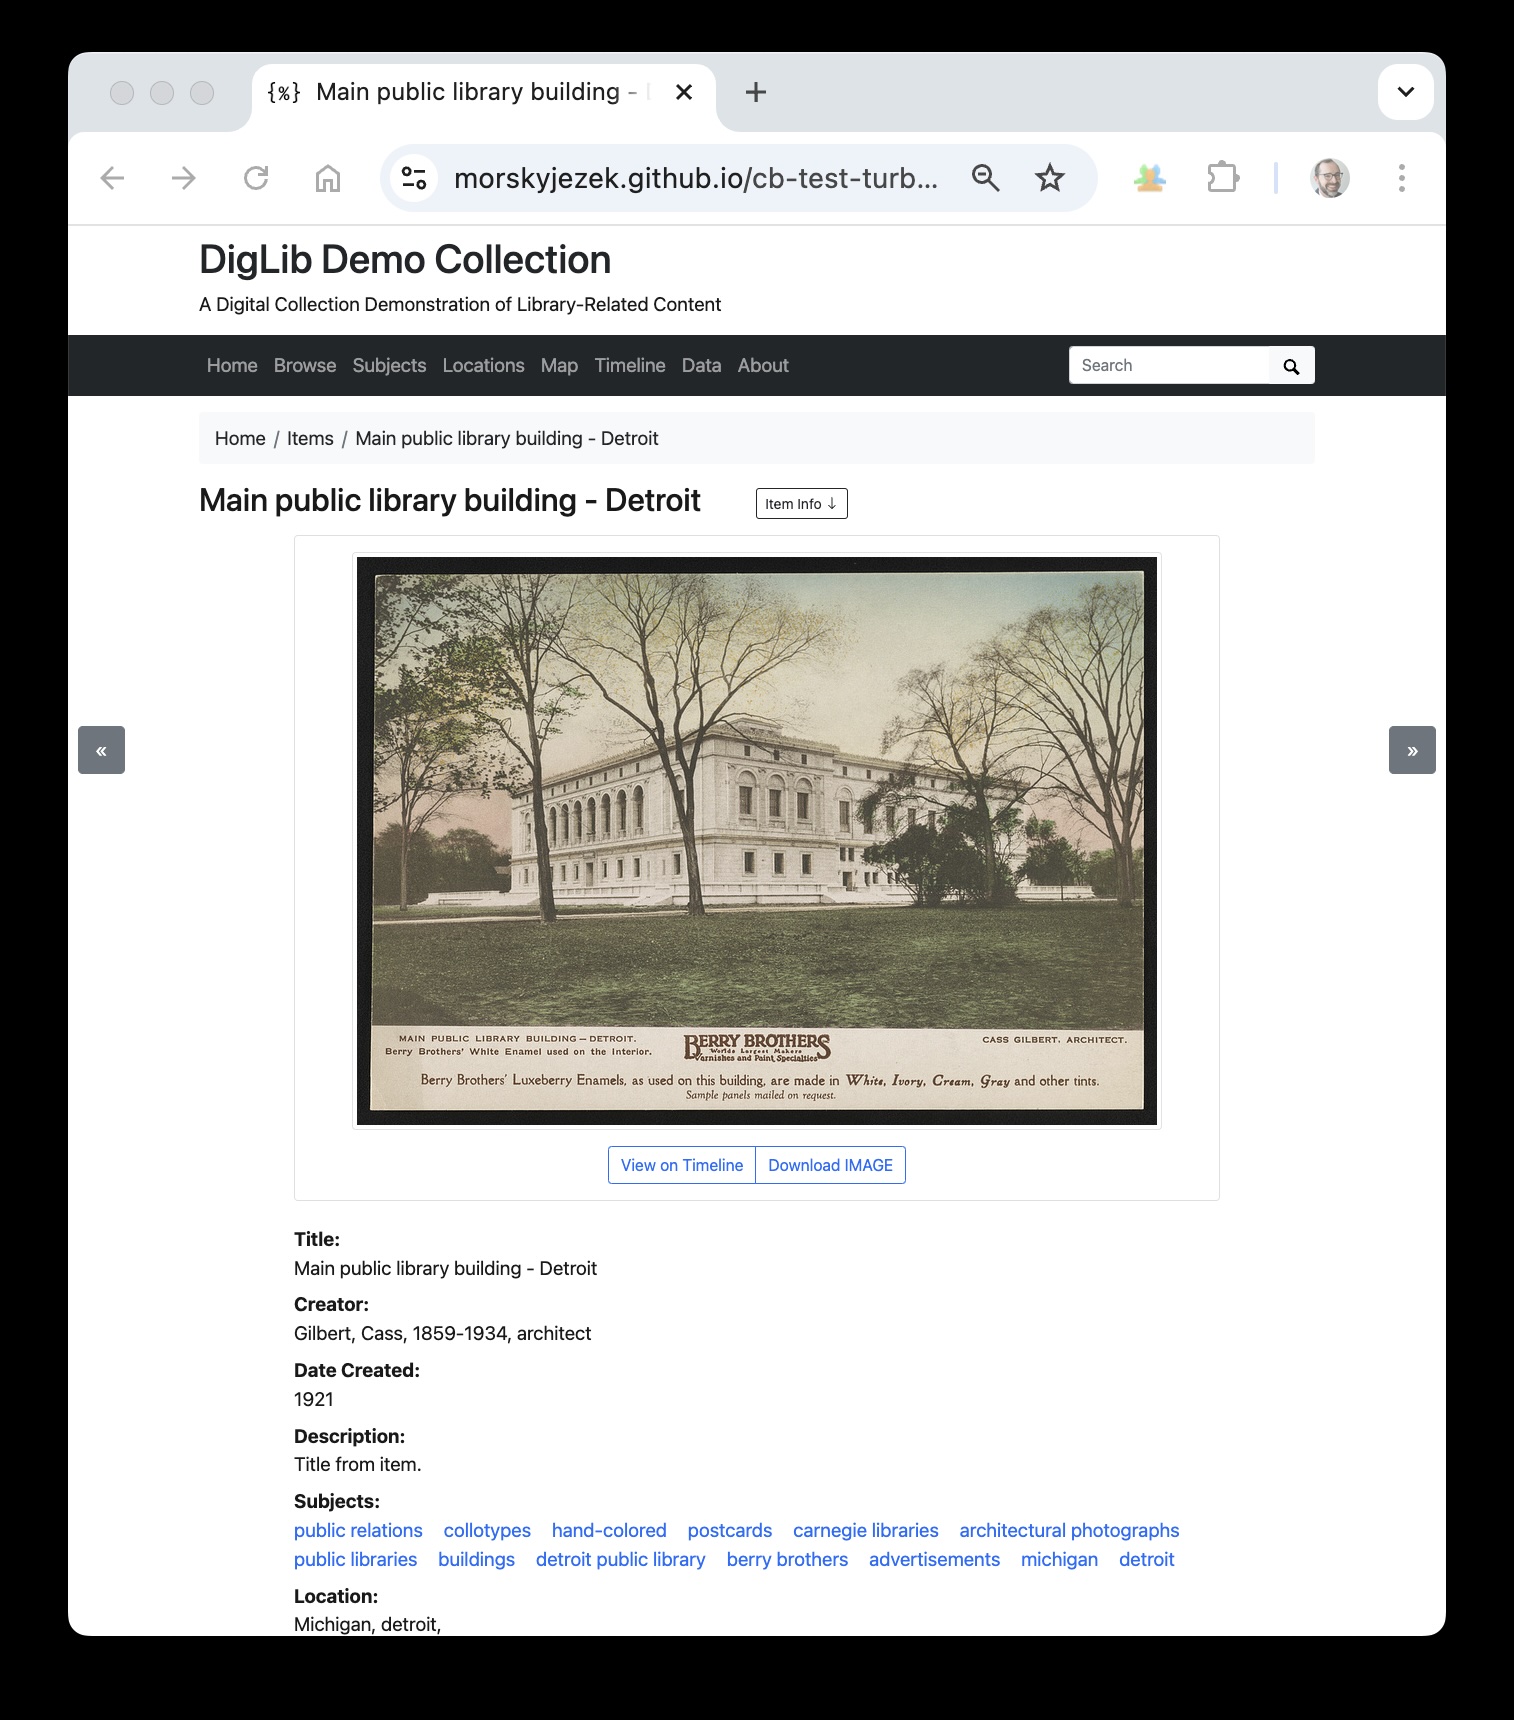 {%} Main public library building -
morskyjezek.github.io/cb-test-turb...
DigLib Demo Collection
A Digital Collection Demonstration of Library-Related Content
Home Browse Subjects Locations Map Timeline Data About Search
Home / Items / Main public library building - Detroit
Main public library building - Detroit Item Info ↓
«
»
MAIN PUBLIC LIBRARY BUILDING — DETROIT.
Berry Brothers' White Enamel used on the Interior.
BERRY BROTHERS
Worlds Largest Makers
Varnishes and Paint Specialties
CASS GILBERT, ARCHITECT.
Berry Brothers' Luxeberry Enamels, as used on this building, are made in White, Ivory, Cream, Gray and other tints.
Sample panels mailed on request.
View on Timeline Download IMAGE
Title:
Main public library building - Detroit
Creator:
Gilbert, Cass, 1859-1934, architect
Date Created:
1921
Description:
Title from item.
Subjects:
public relations collotypes hand-colored postcards carnegie libraries architectural photographs
public libraries buildings detroit public library berry brothers advertisements michigan detroit
Location:
Michigan, detroit,